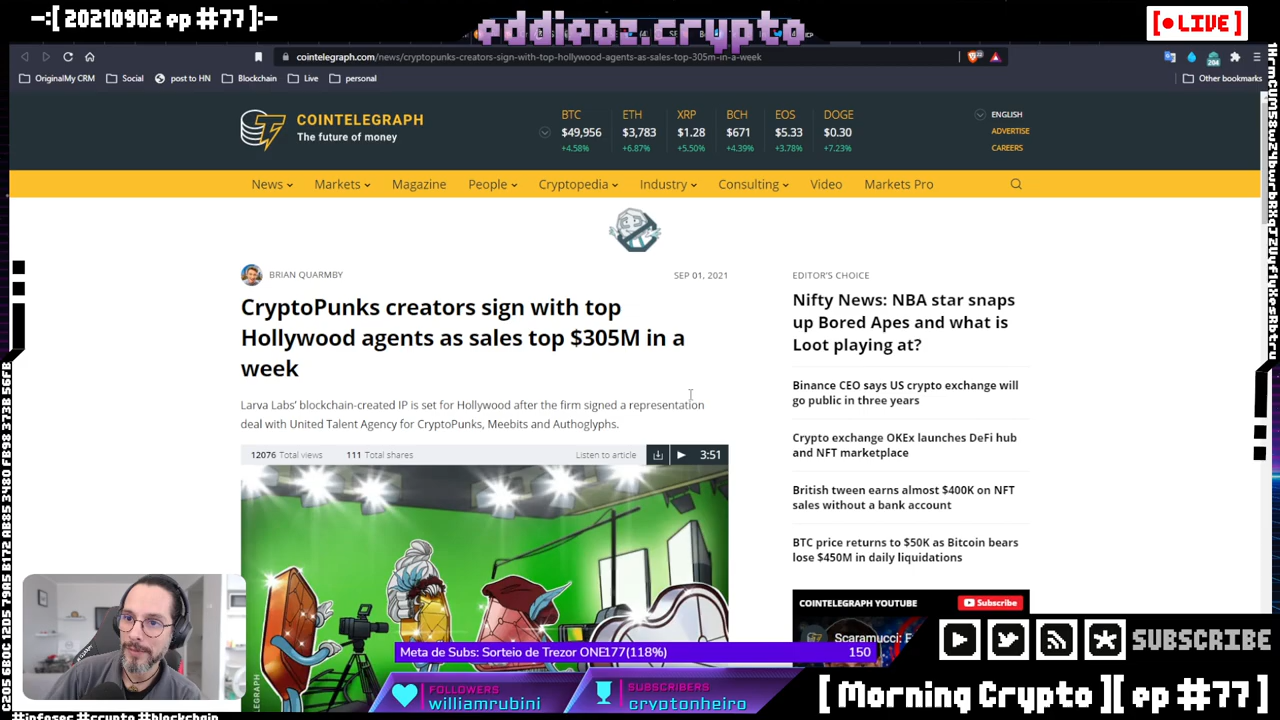 -:[ 20210902 ep #77 ]:-
eddieoz.crypto
[ • LIVE ]
cointelegraph.com/news/cryptopunks-creators-sign-with-top-hollywood-agents-as-sales-top-305m-in-a-week
OriginalMy CRM
Social
post to HN
Blockchain
Live
personal
Other bookmarks
COINTELEGRAPH
The future of money
BTC ETH XRP BCH EOS DOGE
$49,956 $3,783 $1.28 $671 $5.33 $0.30
+4.58% +6.87% +5.50% +4.39% +3.78% +7.23%
ENGLISH
ADVERTISE
CAREERS
News Markets Magazine People Cryptopedia Industry Consulting Video Markets Pro
BRIAN QUARMBY
SEP 01, 2021
CryptoPunks creators sign with top
Hollywood agents as sales top $305M in a
week
Larva Labs' blockchain-created IP is set for Hollywood after the firm signed a representation
deal with United Talent Agency for CryptoPunks, Meebits and Authoglyphs.
12076 Total views 111 Total shares Listen to article 3:51
EDITOR'S CHOICE
Nifty News: NBA star snaps
up Bored Apes and what is
Loot playing at?
Binance CEO says US crypto exchange will
go public in three years
Crypto exchange OKEx launches DeFi hub
and NFT marketplace
British tween earns almost $400K on NFT
sales without a bank account
BTC price returns to $50K as Bitcoin bears
lose $450M in daily liquidations
COINTELEGRAPH YOUTUBE
Subscribe
Scaramucci:
Meta de Subs: Sorteio de Trezor ONE177(118%) 150
FOLLOWERS
williamrubini
SUBSCRIBERS
cryptonheiro
SUBSCRIBE
[ Morning Crypto ][ ep #77 ]
#infosec #crypto #blockchain